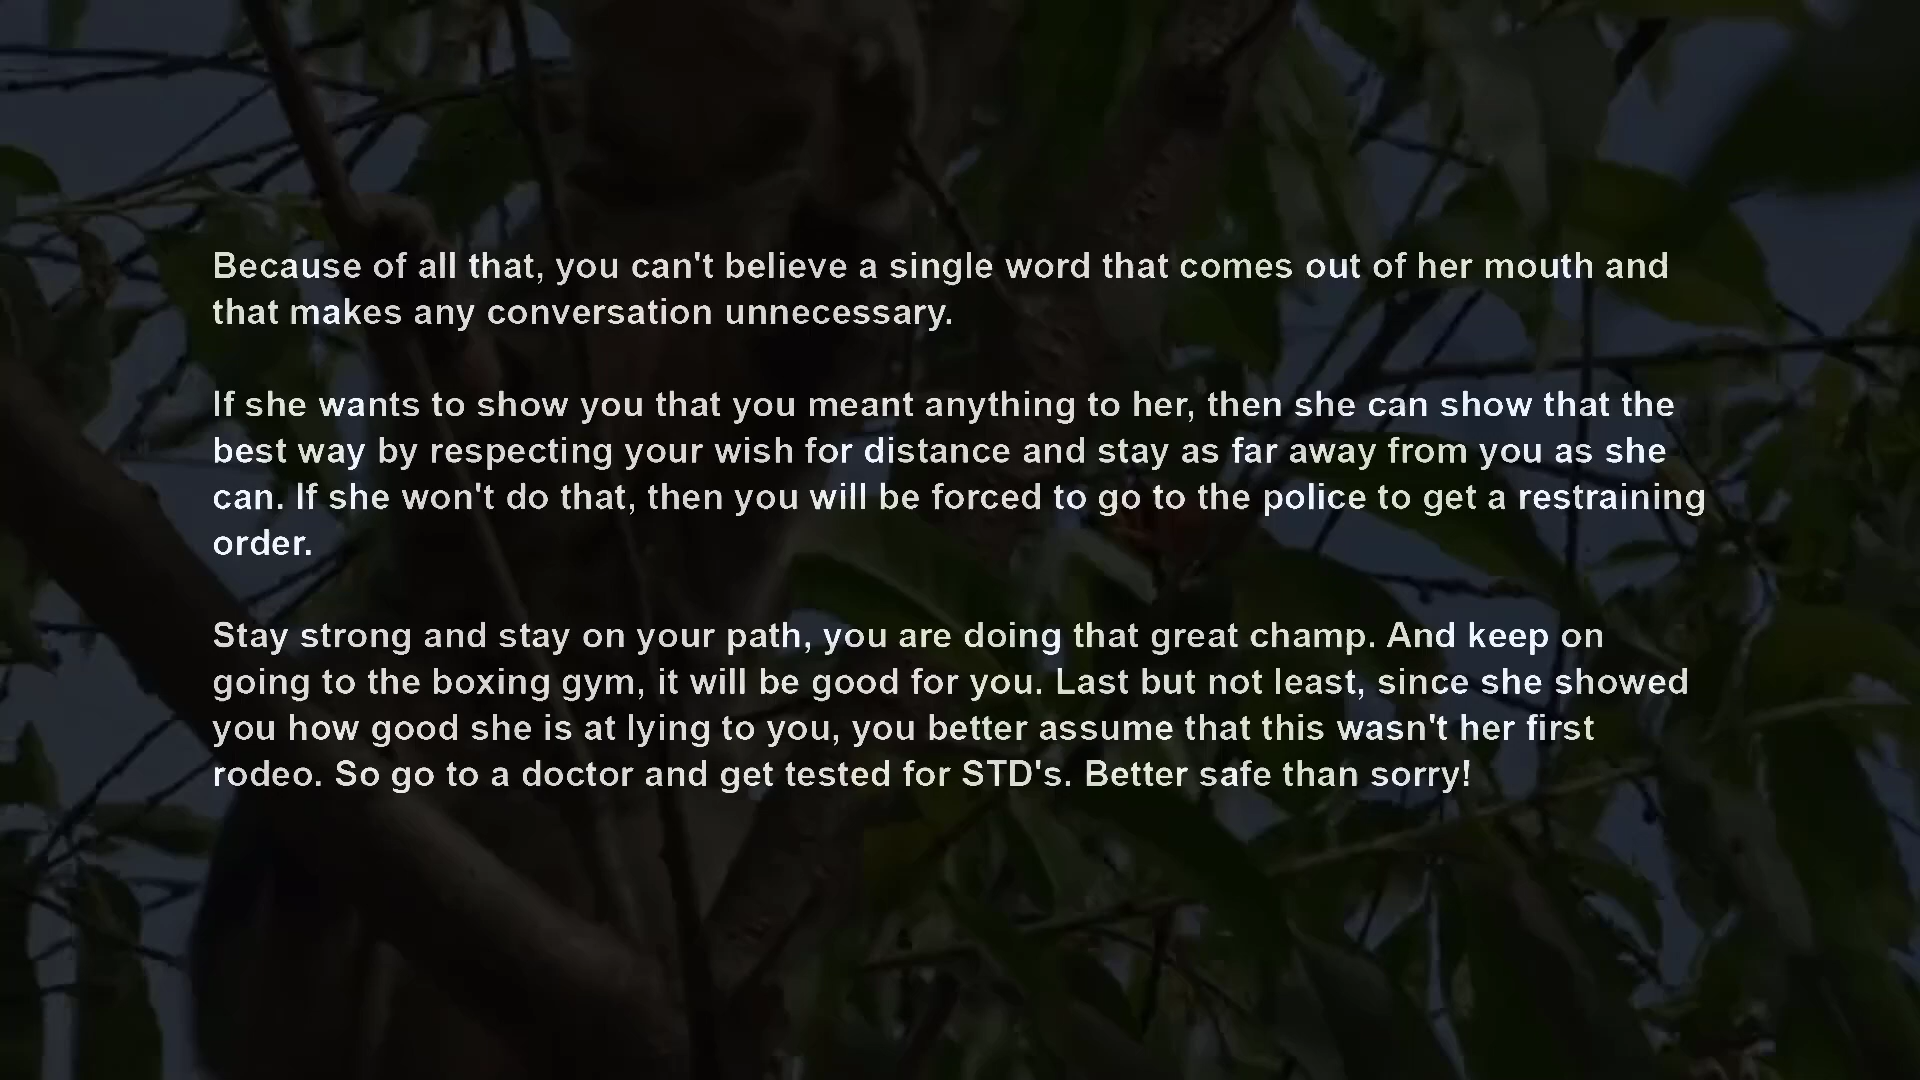 Because of all that, you can't believe a single word that comes out of her mouth and
that makes any conversation unnecessary.
If she wants to show you that you meant anything to her, then she can show that the
best way by respecting your wish for distance and stay as far away from you as she
can. If she won't do that, then you will be forced to go to the police to get a restraining
order.
Stay strong and stay on your path, you are doing that great champ. And keep on
going to the boxing gym, it will be good for you. Last but not least, since she showed
you how good she is at lying to you, you better assume that this wasn't her first
rodeo. So go to a doctor and get tested for STD's. Better safe than sorry!